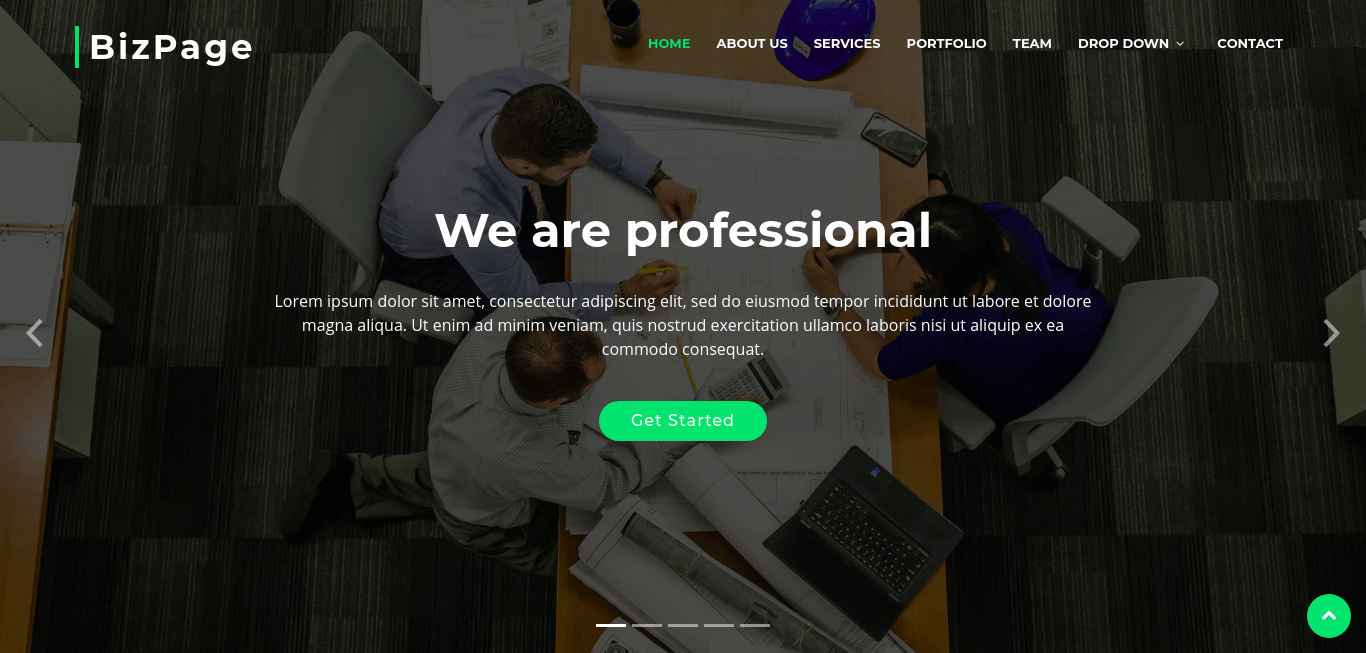 BizPage
HOME ABOUT US SERVICES PORTFOLIO TEAM DROP DOWN CONTACT
We are professional
Lorem ipsum dolor sit amet, consectetur adipiscing elit, sed do eiusmod tempor incididunt ut labore et dolore
magna aliqua. Ut enim ad minim veniam, quis nostrud exercitation ullamco laboris nisi ut aliquip ex ea
commodo consequat.
Get Started